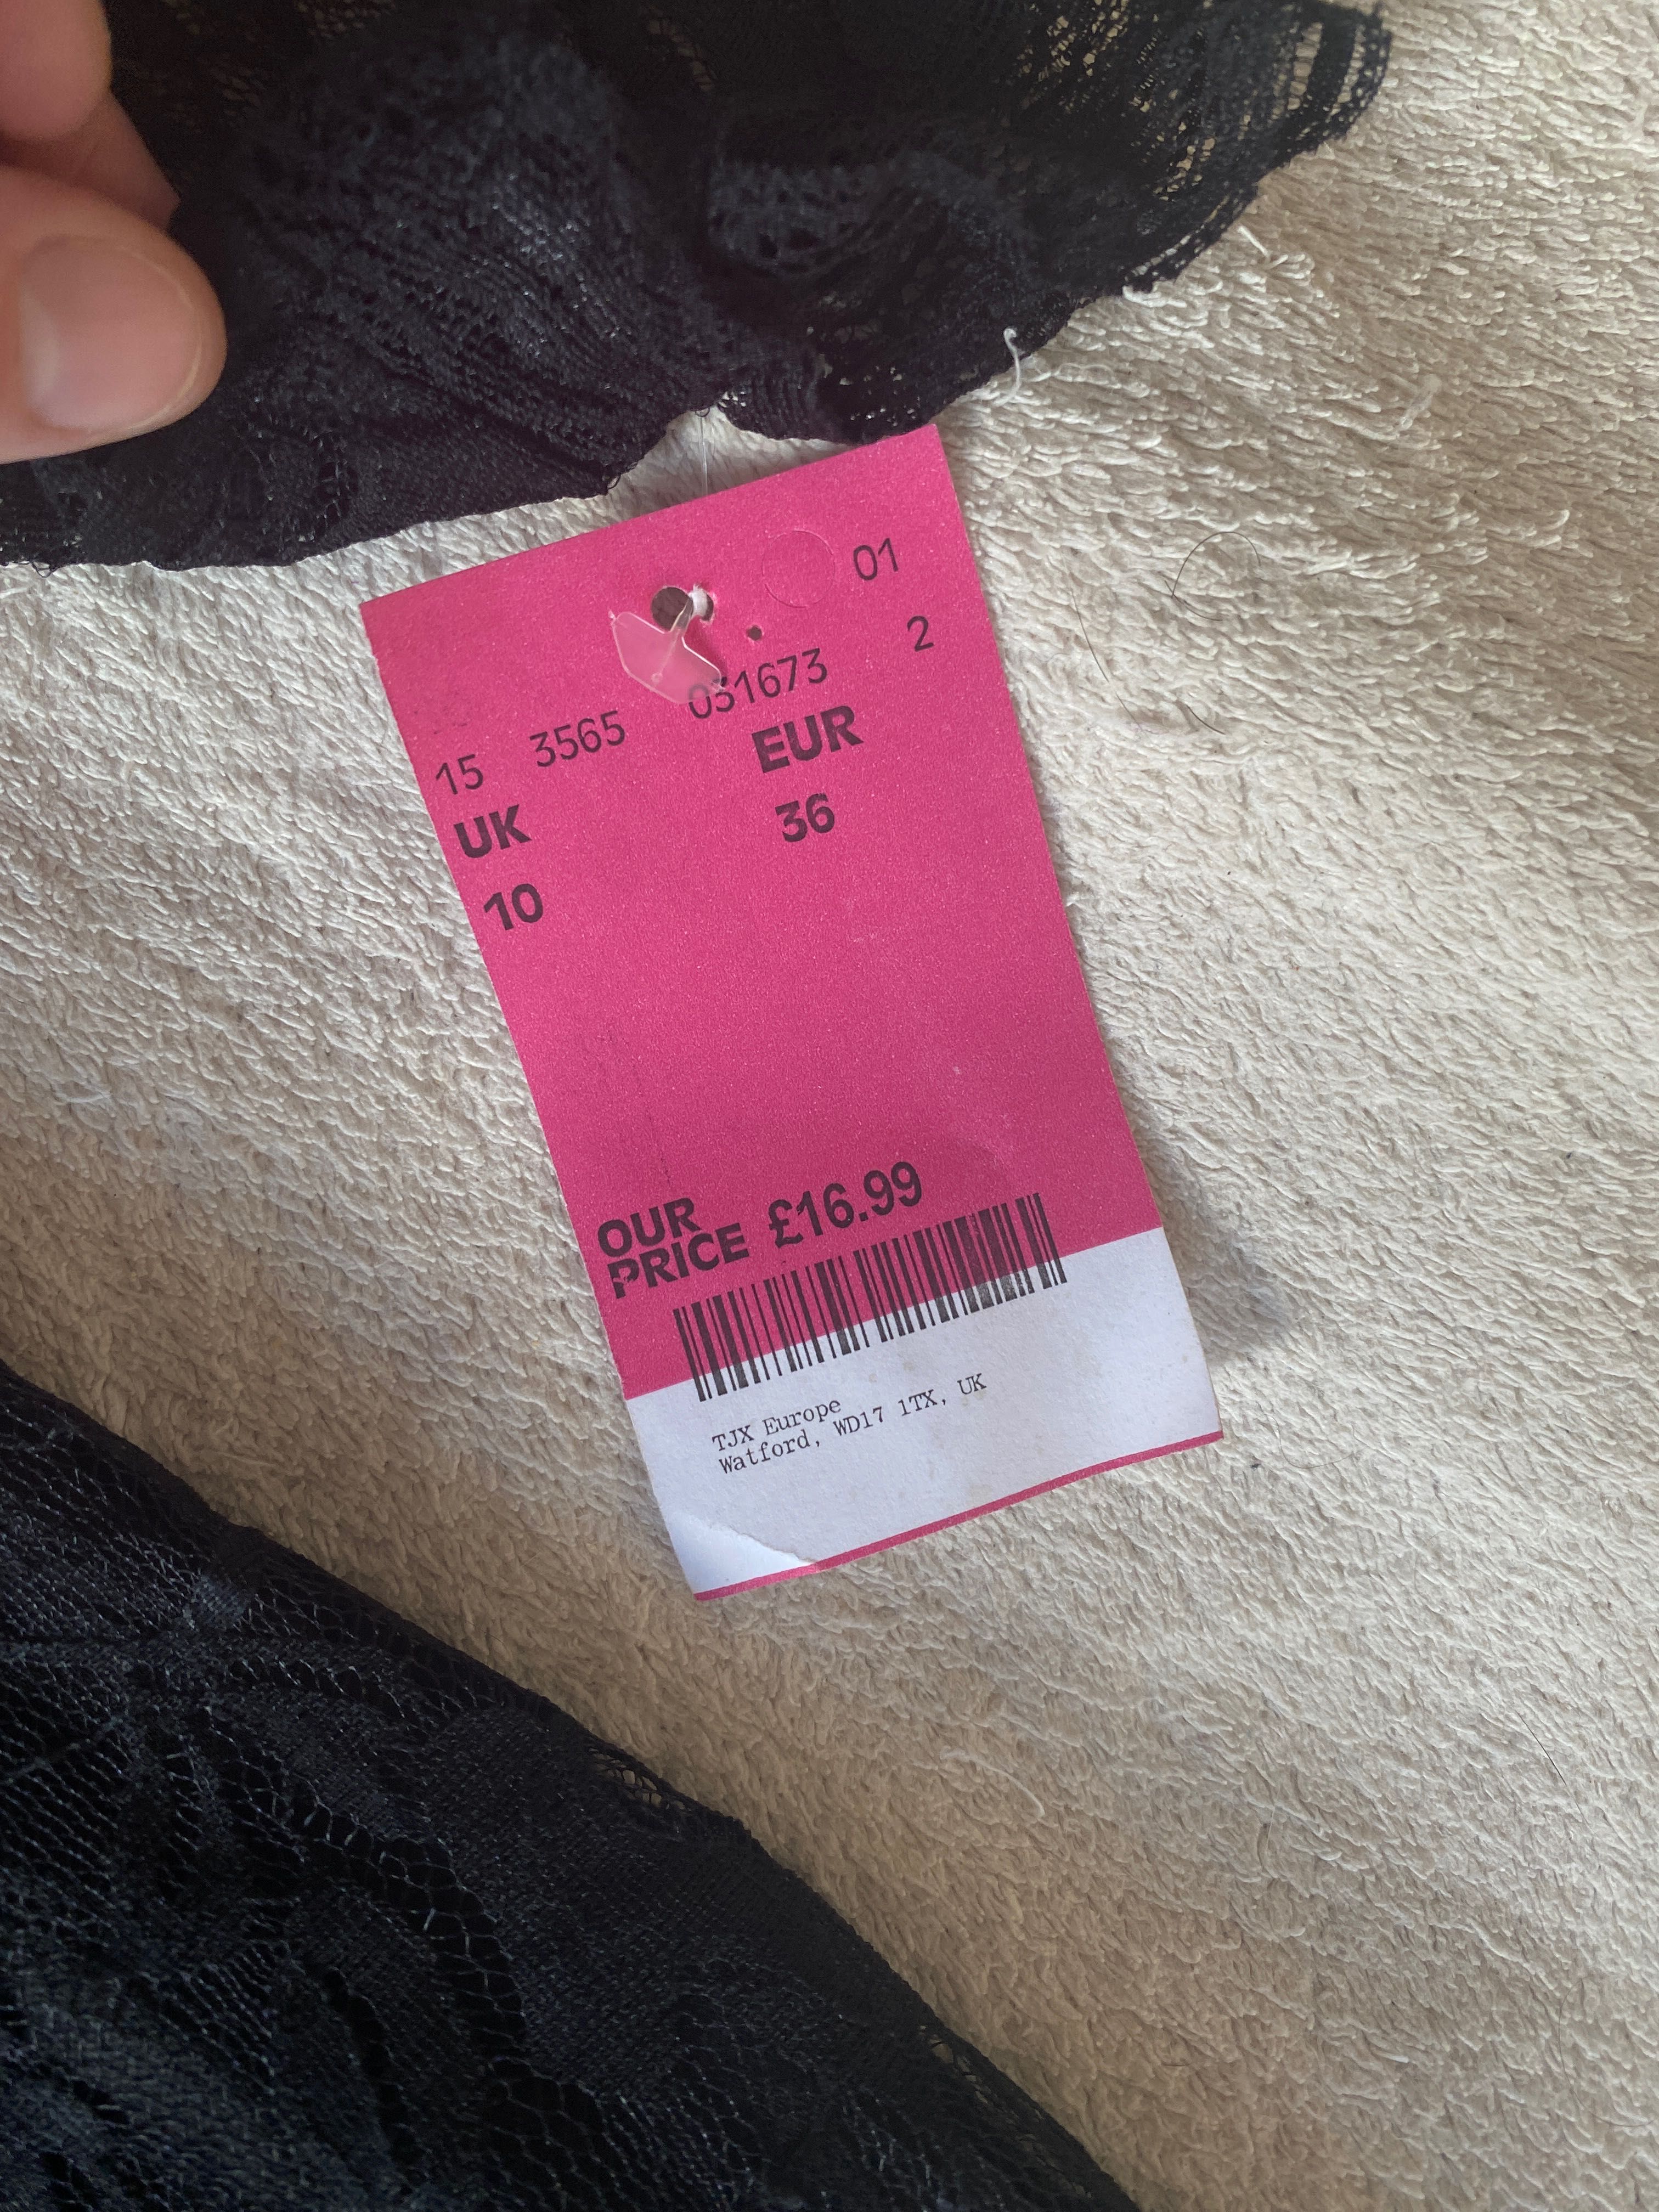 01
15 3565 031673 2
UK EUR
10 36
OUR PRICE £16.99
TJX Europe
Watford, WD17 1TX, UK